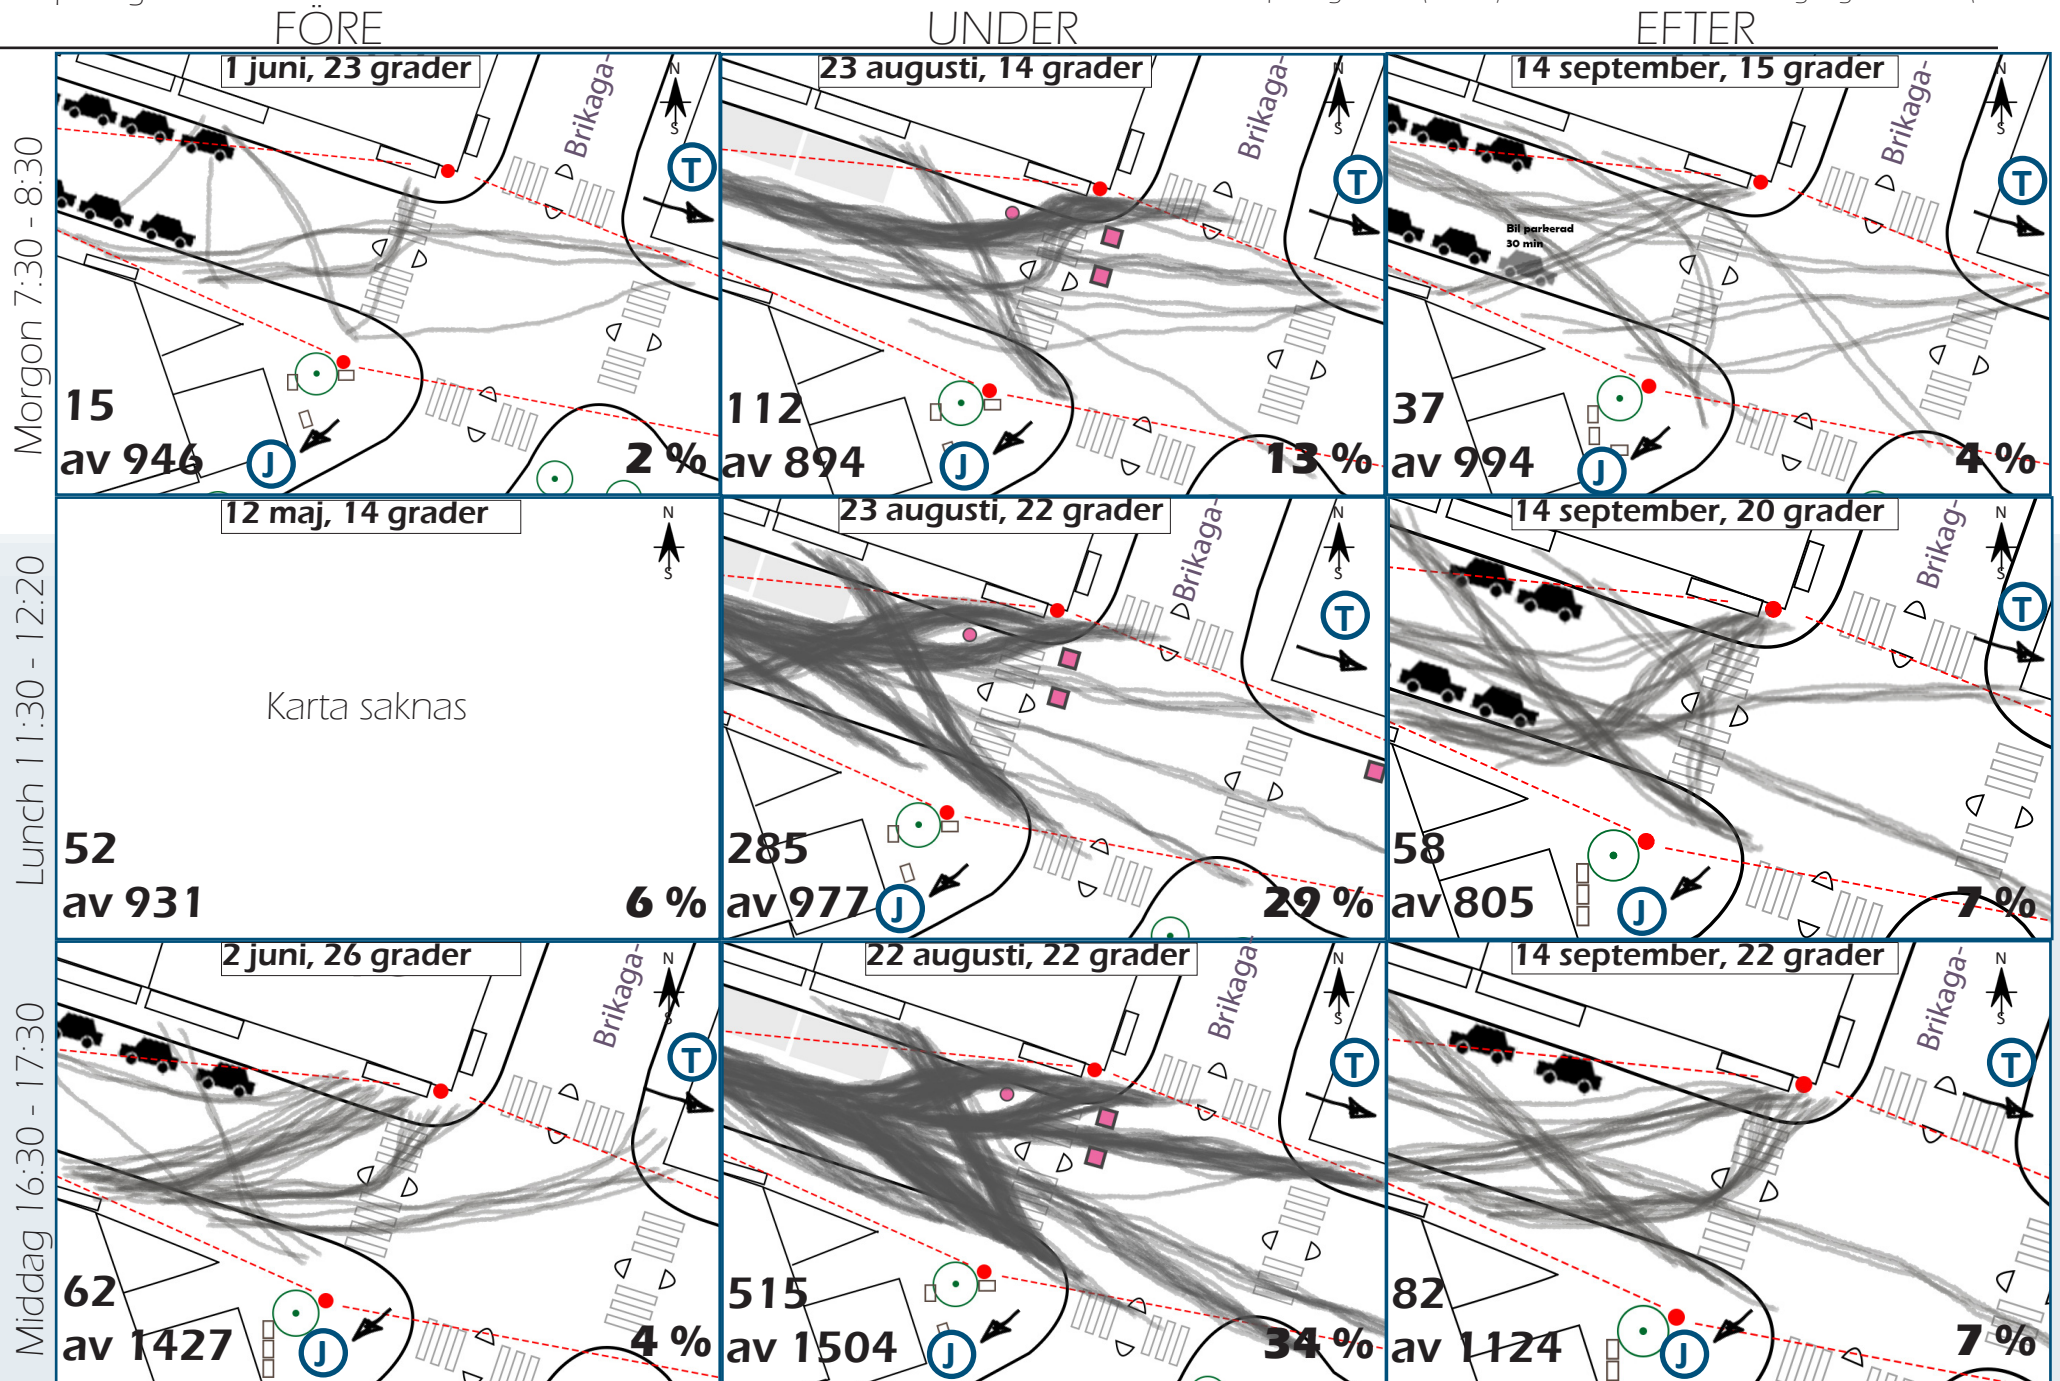 FÖRE
UNDER
EFTER
Morgon 7:30 - 8:30
1 juni, 23 grader
Brikaga-
N
S
T
15
av 946
J
2 %
23 augusti, 14 grader
Brikaga-
N
S
T
112
av 894
J
13 %
14 september, 15 grader
Brikaga-
N
S
T
Bil parkerad
30 min
37
av 994
J
4 %
Lunch 11:30 - 12:20
12 maj, 14 grader
N
S
Karta saknas
52
av 931
6 %
23 augusti, 22 grader
Brikaga-
N
S
T
285
av 977
J
29 %
14 september, 20 grader
Brikag-
N
S
T
58
av 805
J
7 %
Middag 16:30 - 17:30
2 juni, 26 grader
Brikaga-
N
S
T
62
av 1427
J
4 %
22 augusti, 22 grader
Brikaga-
N
S
T
515
av 1504
J
34 %
14 september, 22 grader
Brikaga-
N
S
T
82
av 1124
J
7 %